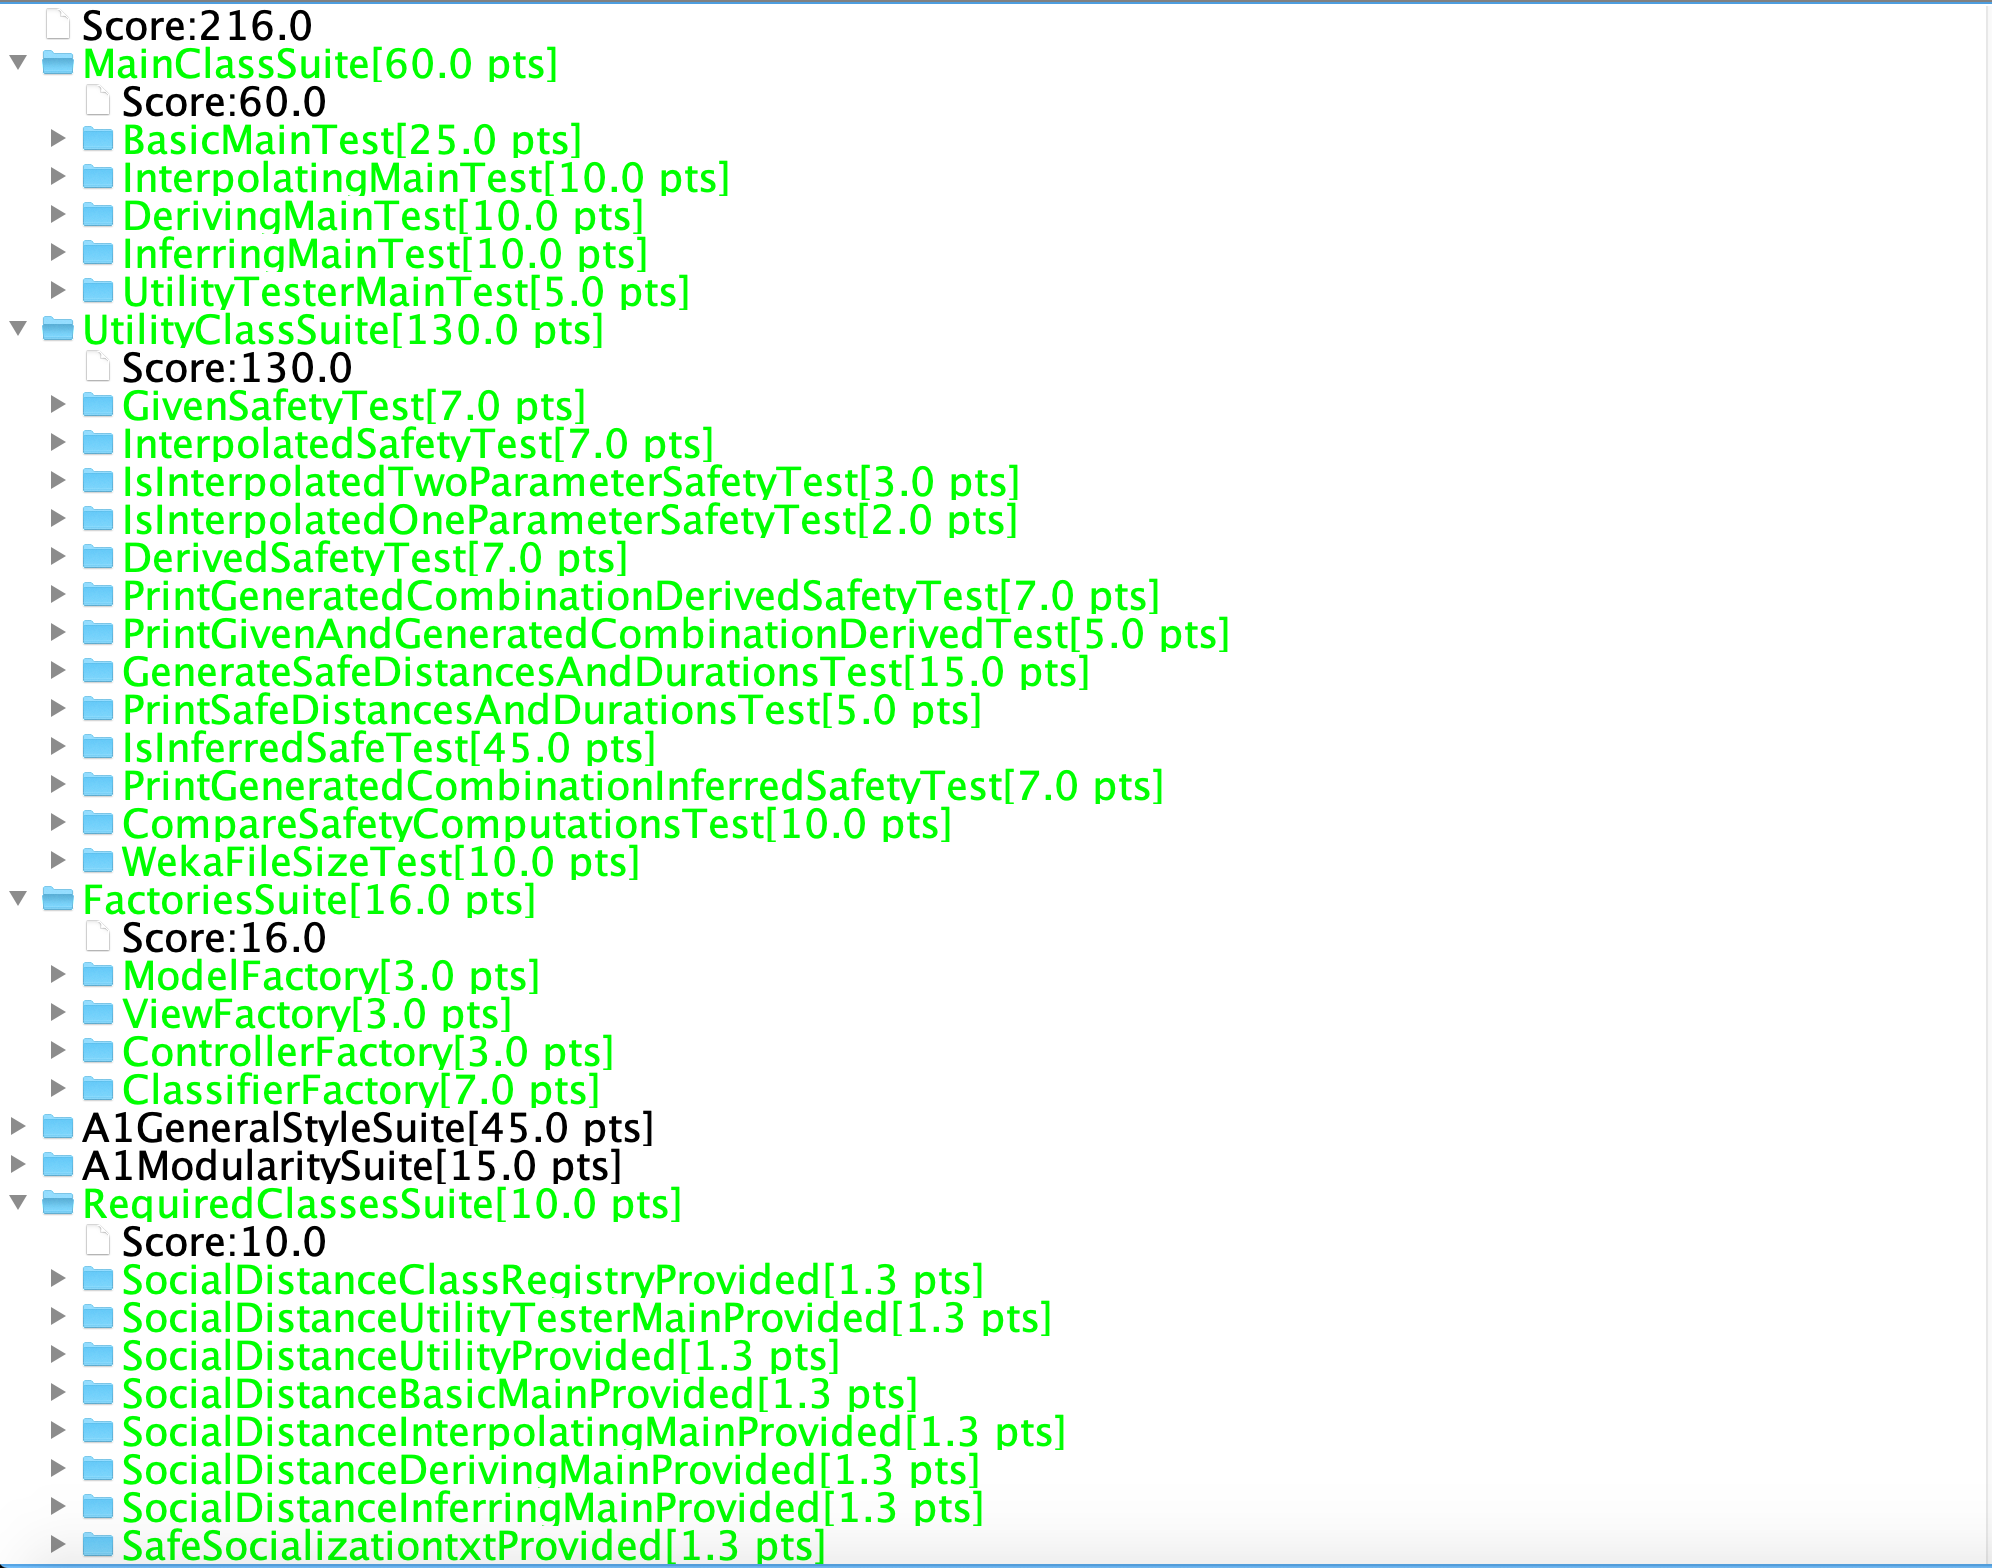 Score:216.0
MainClassSuite[60.0 pts]
Score:60.0
BasicMainTest[25.0 pts]
InterpolatingMainTest[10.0 pts]
DerivingMainTest[10.0 pts]
InferringMainTest[10.0 pts]
UtilityTesterMainTest[5.0 pts]
UtilityClassSuite[130.0 pts]
Score:130.0
GivenSafetyTest[7.0 pts]
InterpolatedSafetyTest[7.0 pts]
IsInterpolatedTwoParameterSafetyTest[3.0 pts]
IsInterpolatedOneParameterSafetyTest[2.0 pts]
DerivedSafetyTest[7.0 pts]
PrintGeneratedCombinationDerivedSafetyTest[7.0 pts]
PrintGivenAndGeneratedCombinationDerivedTest[5.0 pts]
GenerateSafeDistancesAndDurationsTest[15.0 pts]
PrintSafeDistancesAndDurationsTest[5.0 pts]
IsInferredSafeTest[45.0 pts]
PrintGeneratedCombinationInferredSafetyTest[7.0 pts]
CompareSafetyComputationsTest[10.0 pts]
WekaFileSizeTest[10.0 pts]
FactoriesSuite[16.0 pts]
Score:16.0
ModelFactory[3.0 pts]
ViewFactory[3.0 pts]
ControllerFactory[3.0 pts]
ClassifierFactory[7.0 pts]
A1GeneralStyleSuite[45.0 pts]
A1ModularitySuite[15.0 pts]
RequiredClassesSuite[10.0 pts]
Score:10.0
SocialDistanceClassRegistryProvided[1.3 pts]
SocialDistanceUtilityTesterMainProvided[1.3 pts]
SocialDistanceUtilityProvided[1.3 pts]
SocialDistanceBasicMainProvided[1.3 pts]
SocialDistanceInterpolatingMainProvided[1.3 pts]
SocialDistanceDerivingMainProvided[1.3 pts]
SocialDistanceInferringMainProvided[1.3 pts]
SafeSocializationtxtProvided[1.3 pts]